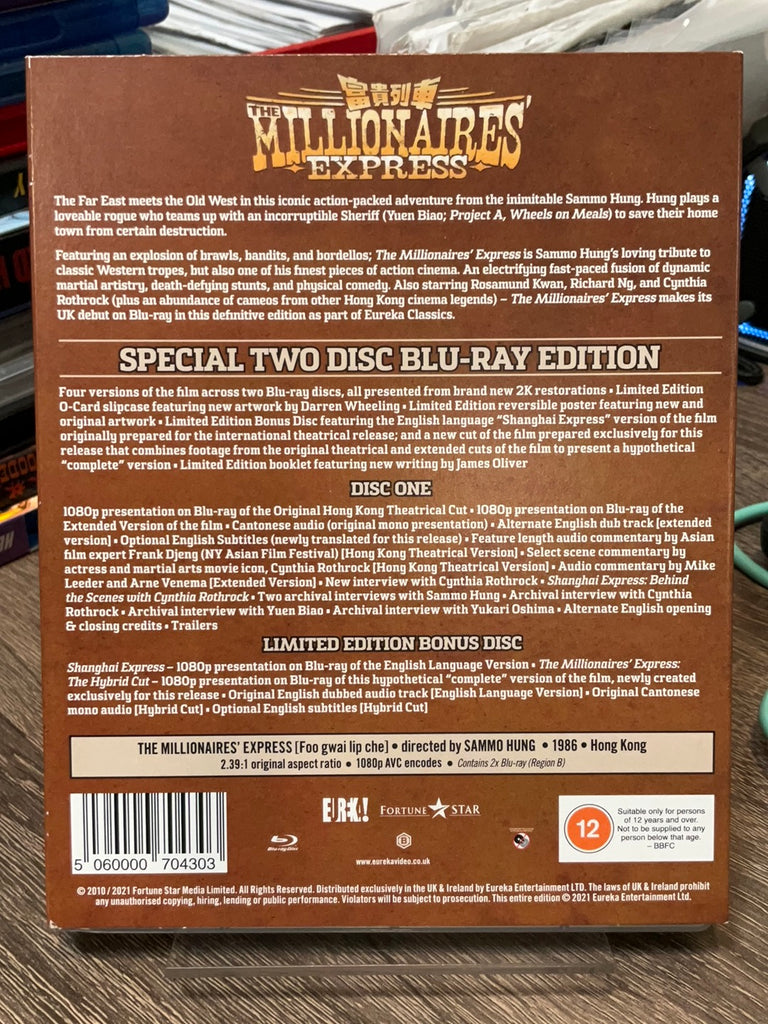 富貴列車
THE
MILLIONAIRES'
EXPRESS
The Far East meets the Old West in this iconic action-packed adventure from the inimitable Sammo Hung. Hung plays a
loveable rogue who teams up with an incorruptible Sheriff (Yuen Biao; Project A, Wheels on Meals) to save their home
town from certain destruction.
Featuring an explosion of brawls, bandits, and bordellos; The Millionaires' Express is Sammo Hung's loving tribute to
classic Western tropes, but also one of his finest pieces of action cinema. An electrifying fast-paced fusion of dynamic
martial artistry, death-defying stunts, and physical comedy. Also starring Rosamund Kwan, Richard Ng, and Cynthia
Rothrock (plus an abundance of cameos from other Hong Kong cinema legends) – The Millionaires' Express makes its
UK debut on Blu-ray in this definitive edition as part of Eureka Classics.
SPECIAL TWO DISC BLU-RAY EDITION
Four versions of the film across two Blu-ray discs, all presented from brand new 2K restorations • Limited Edition
O-Card slipcase featuring new artwork by Darren Wheeling • Limited Edition reversible poster featuring new and
original artwork • Limited Edition Bonus Disc featuring the English language "Shanghai Express" version of the film
originally prepared for the international theatrical release; and a new cut of the film prepared exclusively for this
release that combines footage from the original theatrical and extended cuts of the film to present a hypothetical
"complete" version • Limited Edition booklet featuring new writing by James Oliver
DISC ONE
1080p presentation on Blu-ray of the Original Hong Kong Theatrical Cut • 1080p presentation on Blu-ray of the
Extended Version of the film • Cantonese audio (original mono presentation) • Alternate English dub track [extended
version] • Optional English Subtitles (newly translated for this release) • Feature length audio commentary by Asian
film expert Frank Djeng (NY Asian Film Festival) [Hong Kong Theatrical Version] • Select scene commentary by
actress and martial arts movie icon, Cynthia Rothrock [Hong Kong Theatrical Version] • Audio commentary by Mike
Leeder and Arne Venema [Extended Version] • New interview with Cynthia Rothrock • Shanghai Express: Behind
the Scenes with Cynthia Rothrock • Two archival interviews with Sammo Hung • Archival interview with Cynthia
Rothrock • Archival interview with Yuen Biao • Archival interview with Yukari Oshima • Alternate English opening
& closing credits • Trailers
LIMITED EDITION BONUS DISC
Shanghai Express – 1080p presentation on Blu-ray of the English Language Version • The Millionaires' Express:
The Hybrid Cut – 1080p presentation on Blu-ray of this hypothetical "complete" version of the film, newly created
exclusively for this release • Original English dubbed audio track [English Language Version] • Original Cantonese
mono audio [Hybrid Cut] • Optional English subtitles [Hybrid Cut]
THE MILLIONAIRES' EXPRESS [Foo gwai lip che] • directed by SAMMO HUNG • 1986 • Hong Kong
2.39:1 original aspect ratio • 1080p AVC encodes • Contains 2x Blu-ray (Region B)
5 060000 704303
EUREKA!
FORTUNE STAR
Blu-ray Disc
B
www.eurekavideo.co.uk
12
Suitable only for persons
of 12 years and over.
Not to be supplied to any
person below that age.
– BBFC
© 2010 / 2021 Fortune Star Media Limited. All Rights Reserved. Distributed exclusively in the UK & Ireland by Eureka Entertainment LTD. The laws of UK & Ireland prohibit
any unauthorised copying, hiring, lending or public performance. Violators will be subject to prosecution. This entire edition © 2021 Eureka Entertainment Ltd.